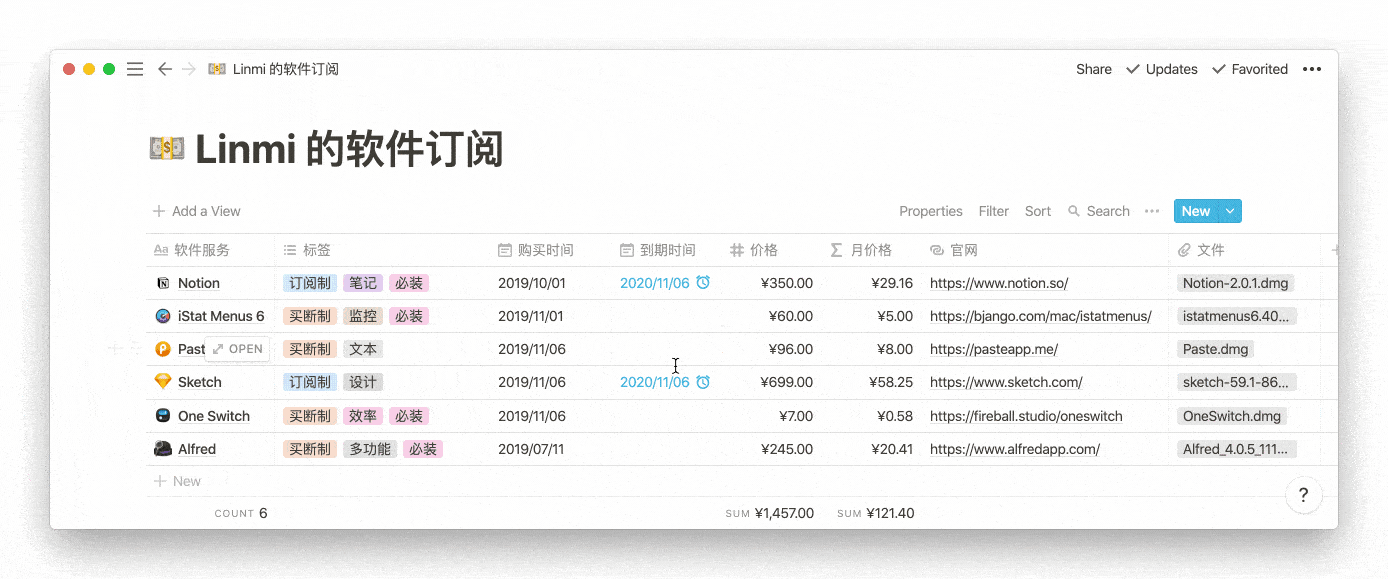 Linmi 的软件订阅 Share Updates Favorited
Linmi 的软件订阅
Add a View Properties Filter Sort Search New
Aa 软件服务 标签 购买时间 到期时间 价格 月价格 官网 文件
Notion 订阅制 笔记 必装 2019/10/01 2020/11/06 ¥350.00 ¥29.16 https://www.notion.so/ Notion-2.0.1.dmg
iStat Menus 6 买断制 监控 必装 2019/11/01 ¥60.00 ¥5.00 https://bjango.com/mac/istatmenus/ istatmenus6.40...
Past OPEN 买断制 文本 2019/11/06 ¥96.00 ¥8.00 https://pasteapp.me/ Paste.dmg
Sketch 订阅制 设计 2019/11/06 2020/11/06 ¥699.00 ¥58.25 https://www.sketch.com/ sketch-59.1-86...
One Switch 买断制 效率 必装 2019/11/06 ¥7.00 ¥0.58 https://fireball.studio/oneswitch OneSwitch.dmg
Alfred 买断制 多功能 必装 2019/07/11 ¥245.00 ¥20.41 https://www.alfredapp.com/ Alfred_4.0.5_111...
New
?
COUNT 6 SUM ¥1,457.00 SUM ¥121.40